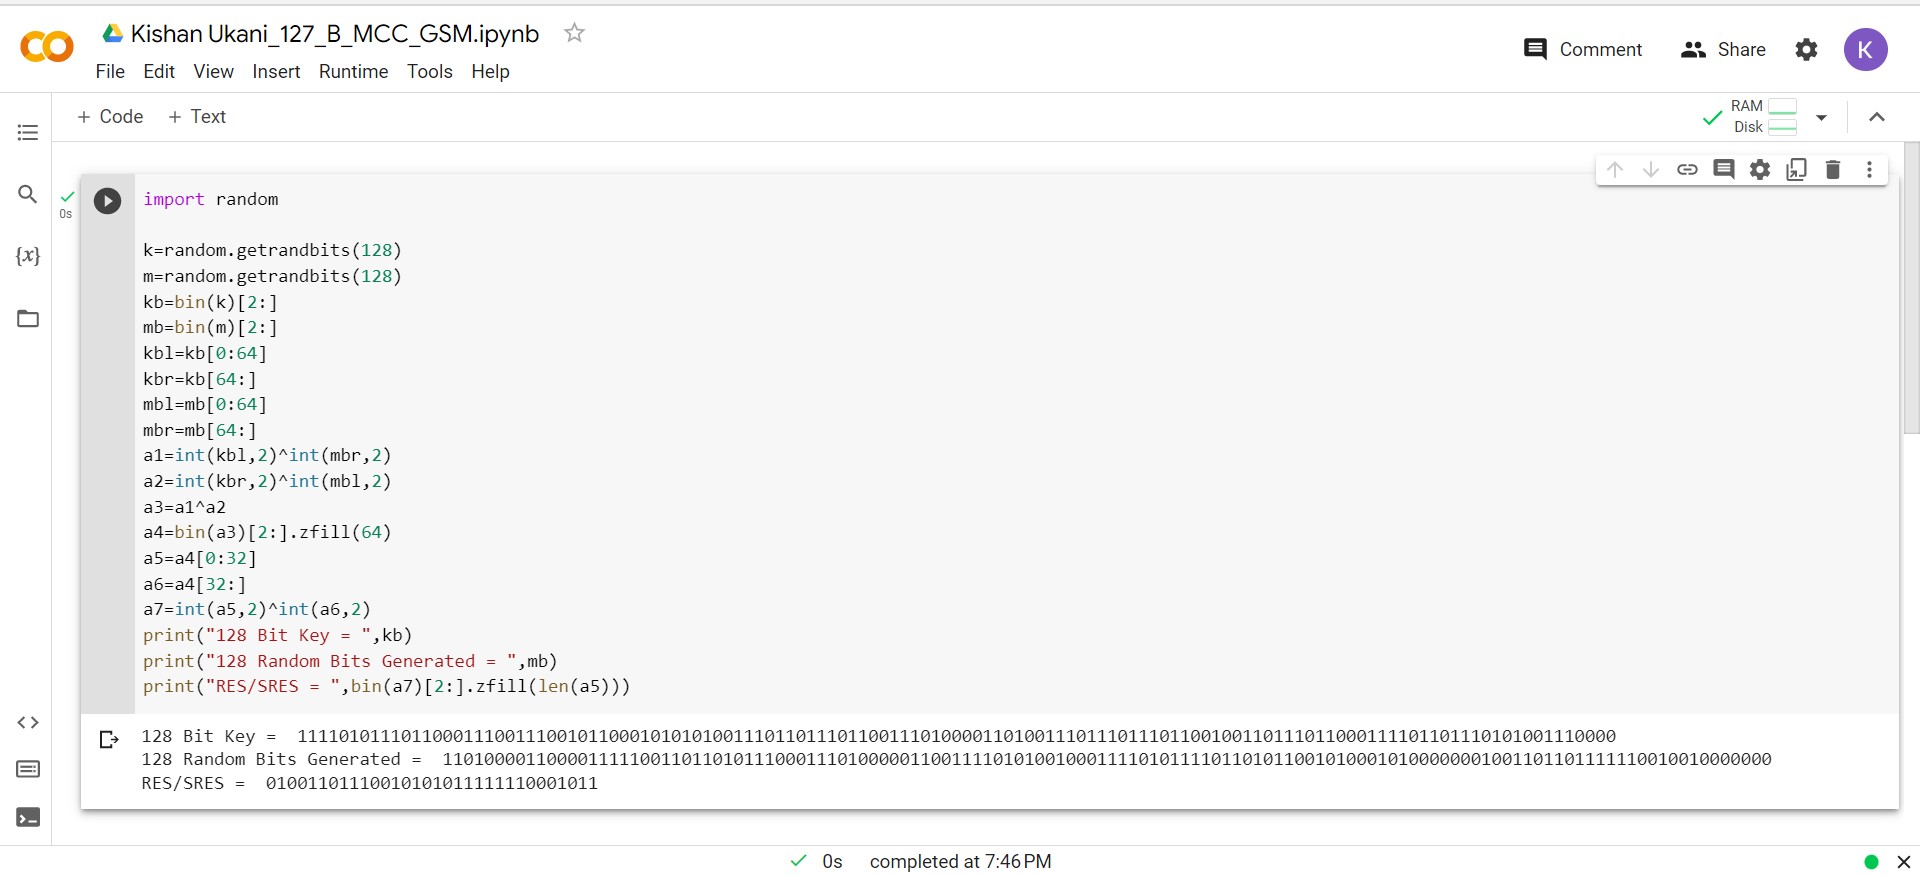 Kishan Ukani_127_B_MCC_GSM.ipynb
File Edit View Insert Runtime Tools Help
Comment
Share
K
+ Code + Text
RAM
Disk
{x}
0s
import random
k=random.getrandbits(128)
m=random.getrandbits(128)
kb=bin(k)[2:]
mb=bin(m)[2:]
kbl=kb[0:64]
kbr=kb[64:]
mbl=mb[0:64]
mbr=mb[64:]
a1=int(kbl,2)^int(mbr,2)
a2=int(kbr,2)^int(mbl,2)
a3=a1^a2
a4=bin(a3)[2:].zfill(64)
a5=a4[0:32]
a6=a4[32:]
a7=int(a5,2)^int(a6,2)
print("128 Bit Key = ",kb)
print("128 Random Bits Generated = ",mb)
print("RES/SRES = ",bin(a7)[2:].zfill(len(a5)))
128 Bit Key =  1111010111011000111001110010110001010101001110110111011001110100001101001110111011101100100110111011000111101101110101001110000
128 Random Bits Generated =  11010000110000111110011011010111000111010000011001111010100100011110101111011010110010100010100000001001101101111111001001000000
RES/SRES =  01001101110010101011111110001011
0s completed at 7:46 PM